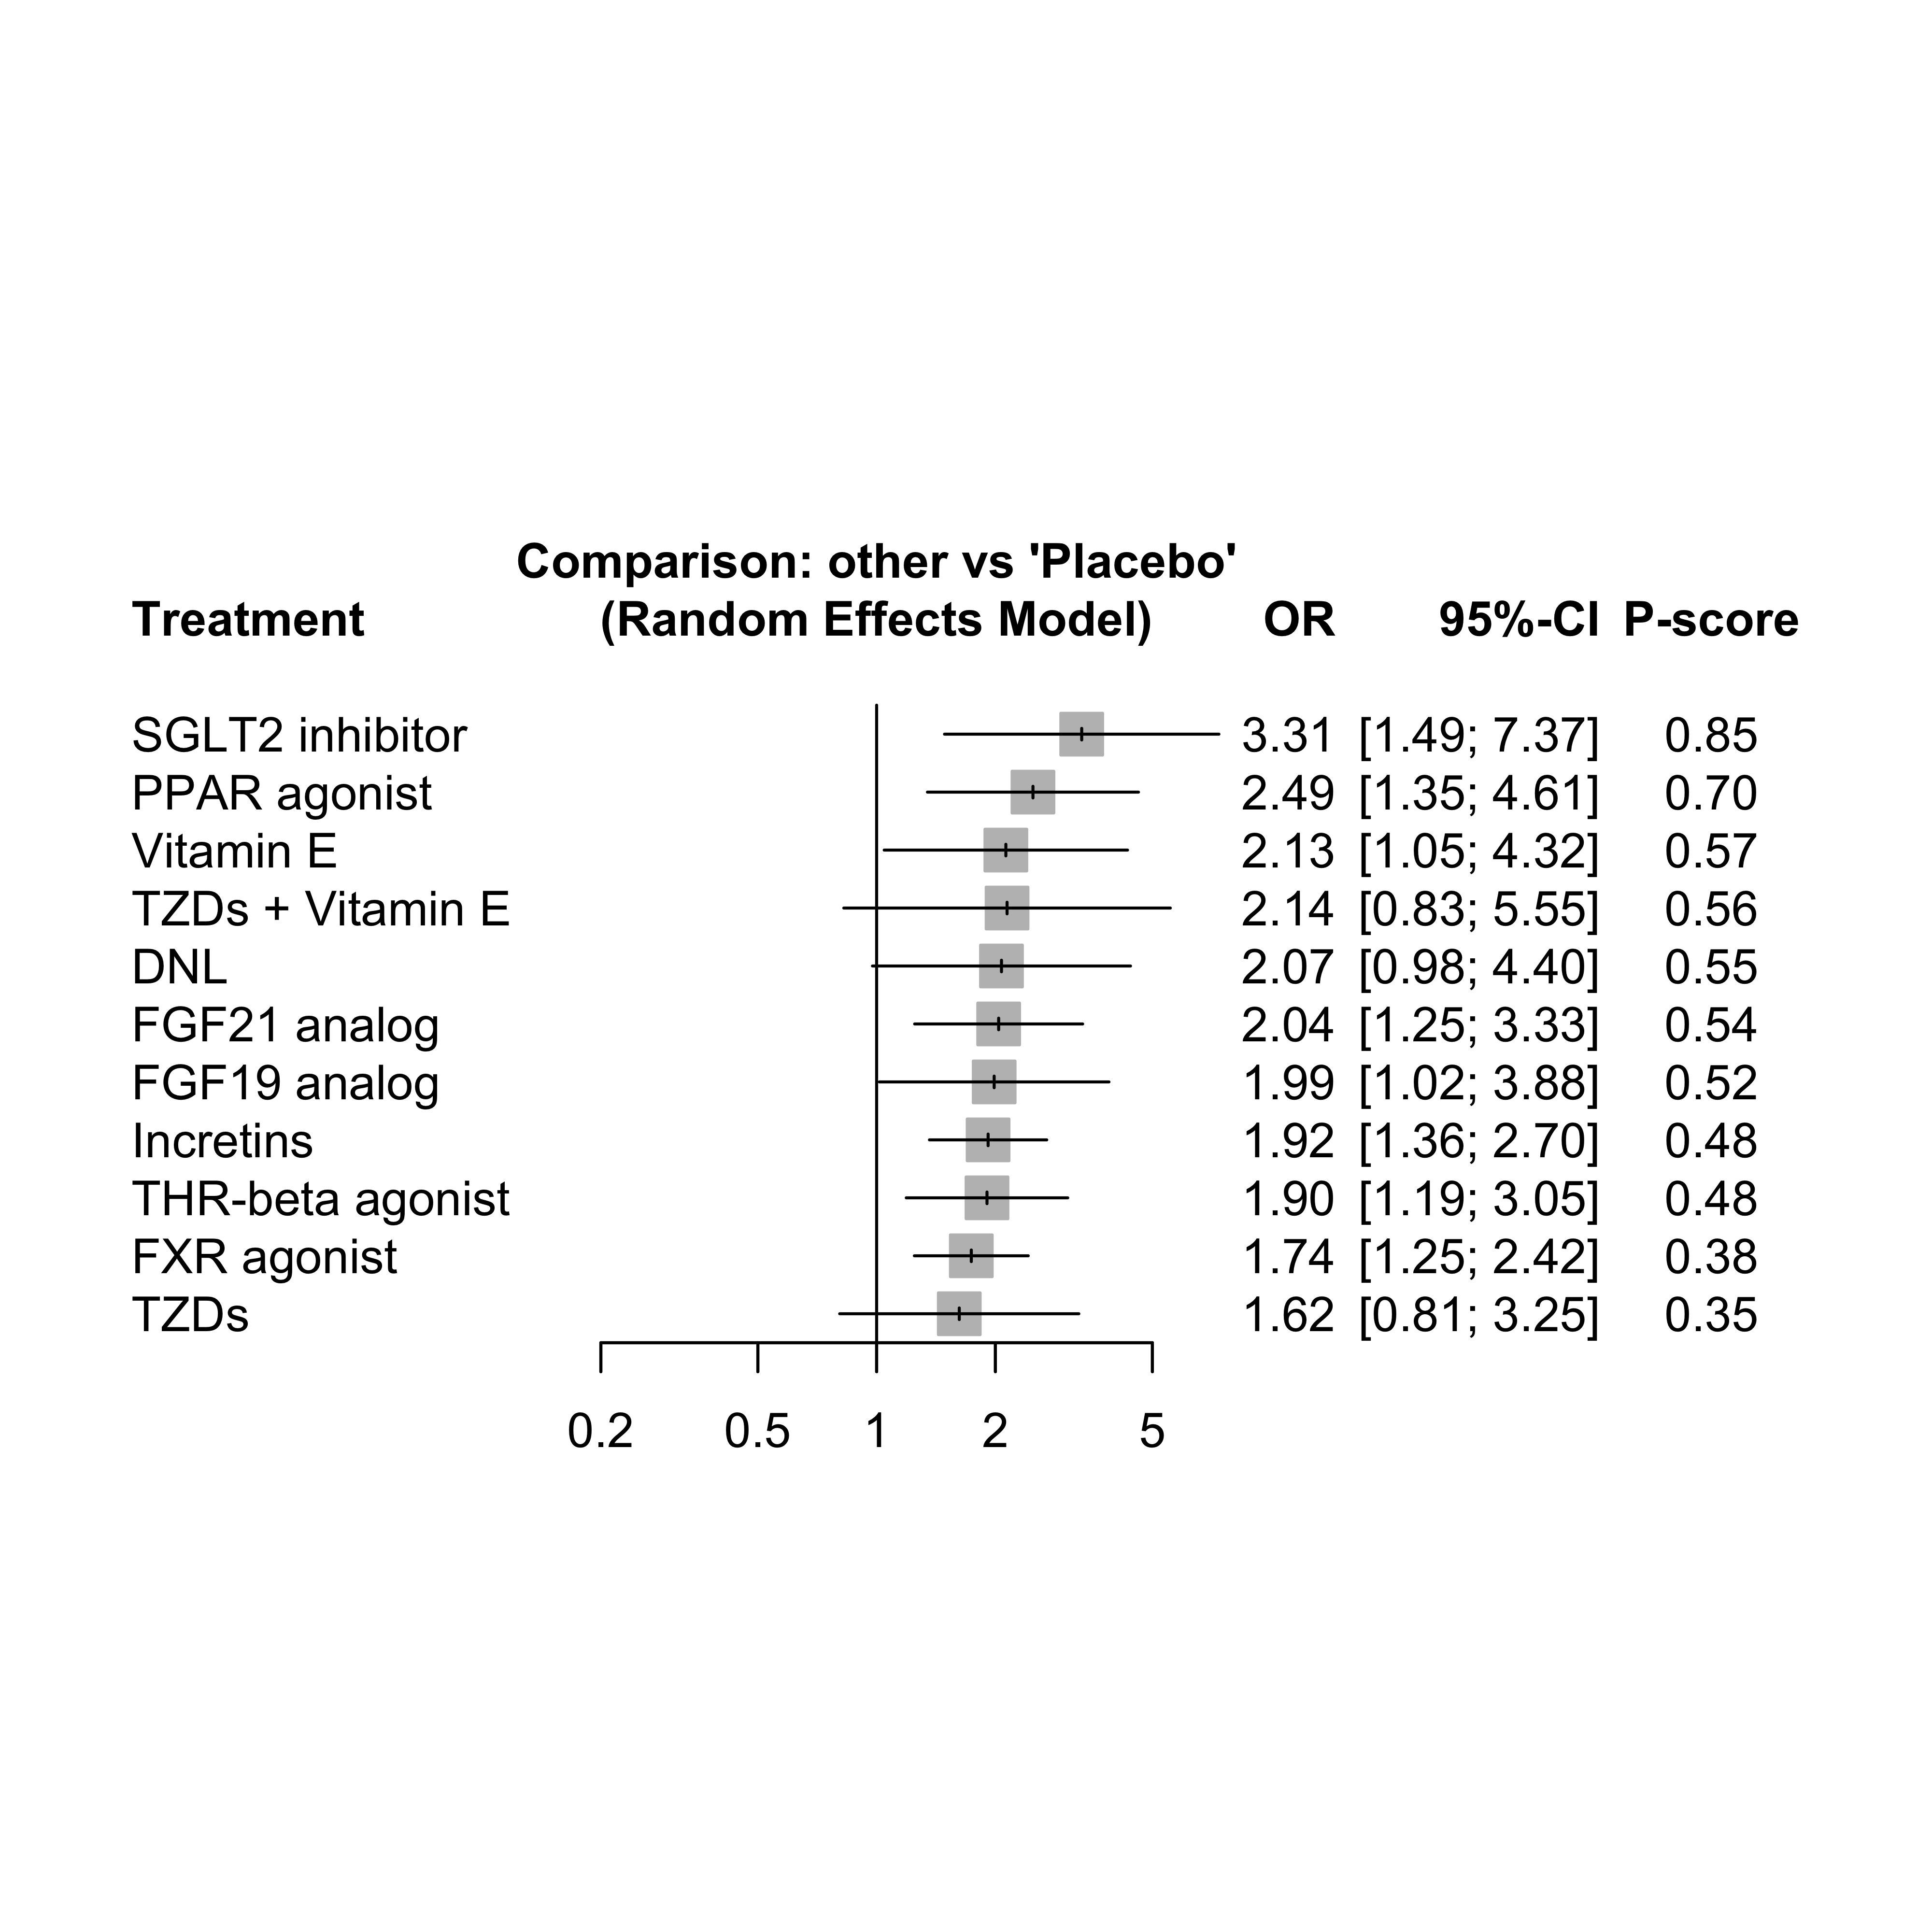 Comparison: other vs 'Placebo'
Treatment (Random Effects Model) OR 95%-CI P-score
SGLT2 inhibitor 3.31 [1.49; 7.37] 0.85
PPAR agonist 2.49 [1.35; 4.61] 0.70
Vitamin E 2.13 [1.05; 4.32] 0.57
TZDs + Vitamin E 2.14 [0.83; 5.55] 0.56
DNL 2.07 [0.98; 4.40] 0.55
FGF21 analog 2.04 [1.25; 3.33] 0.54
FGF19 analog 1.99 [1.02; 3.88] 0.52
Incretins 1.92 [1.36; 2.70] 0.48
THR-beta agonist 1.90 [1.19; 3.05] 0.48
FXR agonist 1.74 [1.25; 2.42] 0.38
TZDs 1.62 [0.81; 3.25] 0.35
0.2 0.5 1 2 5